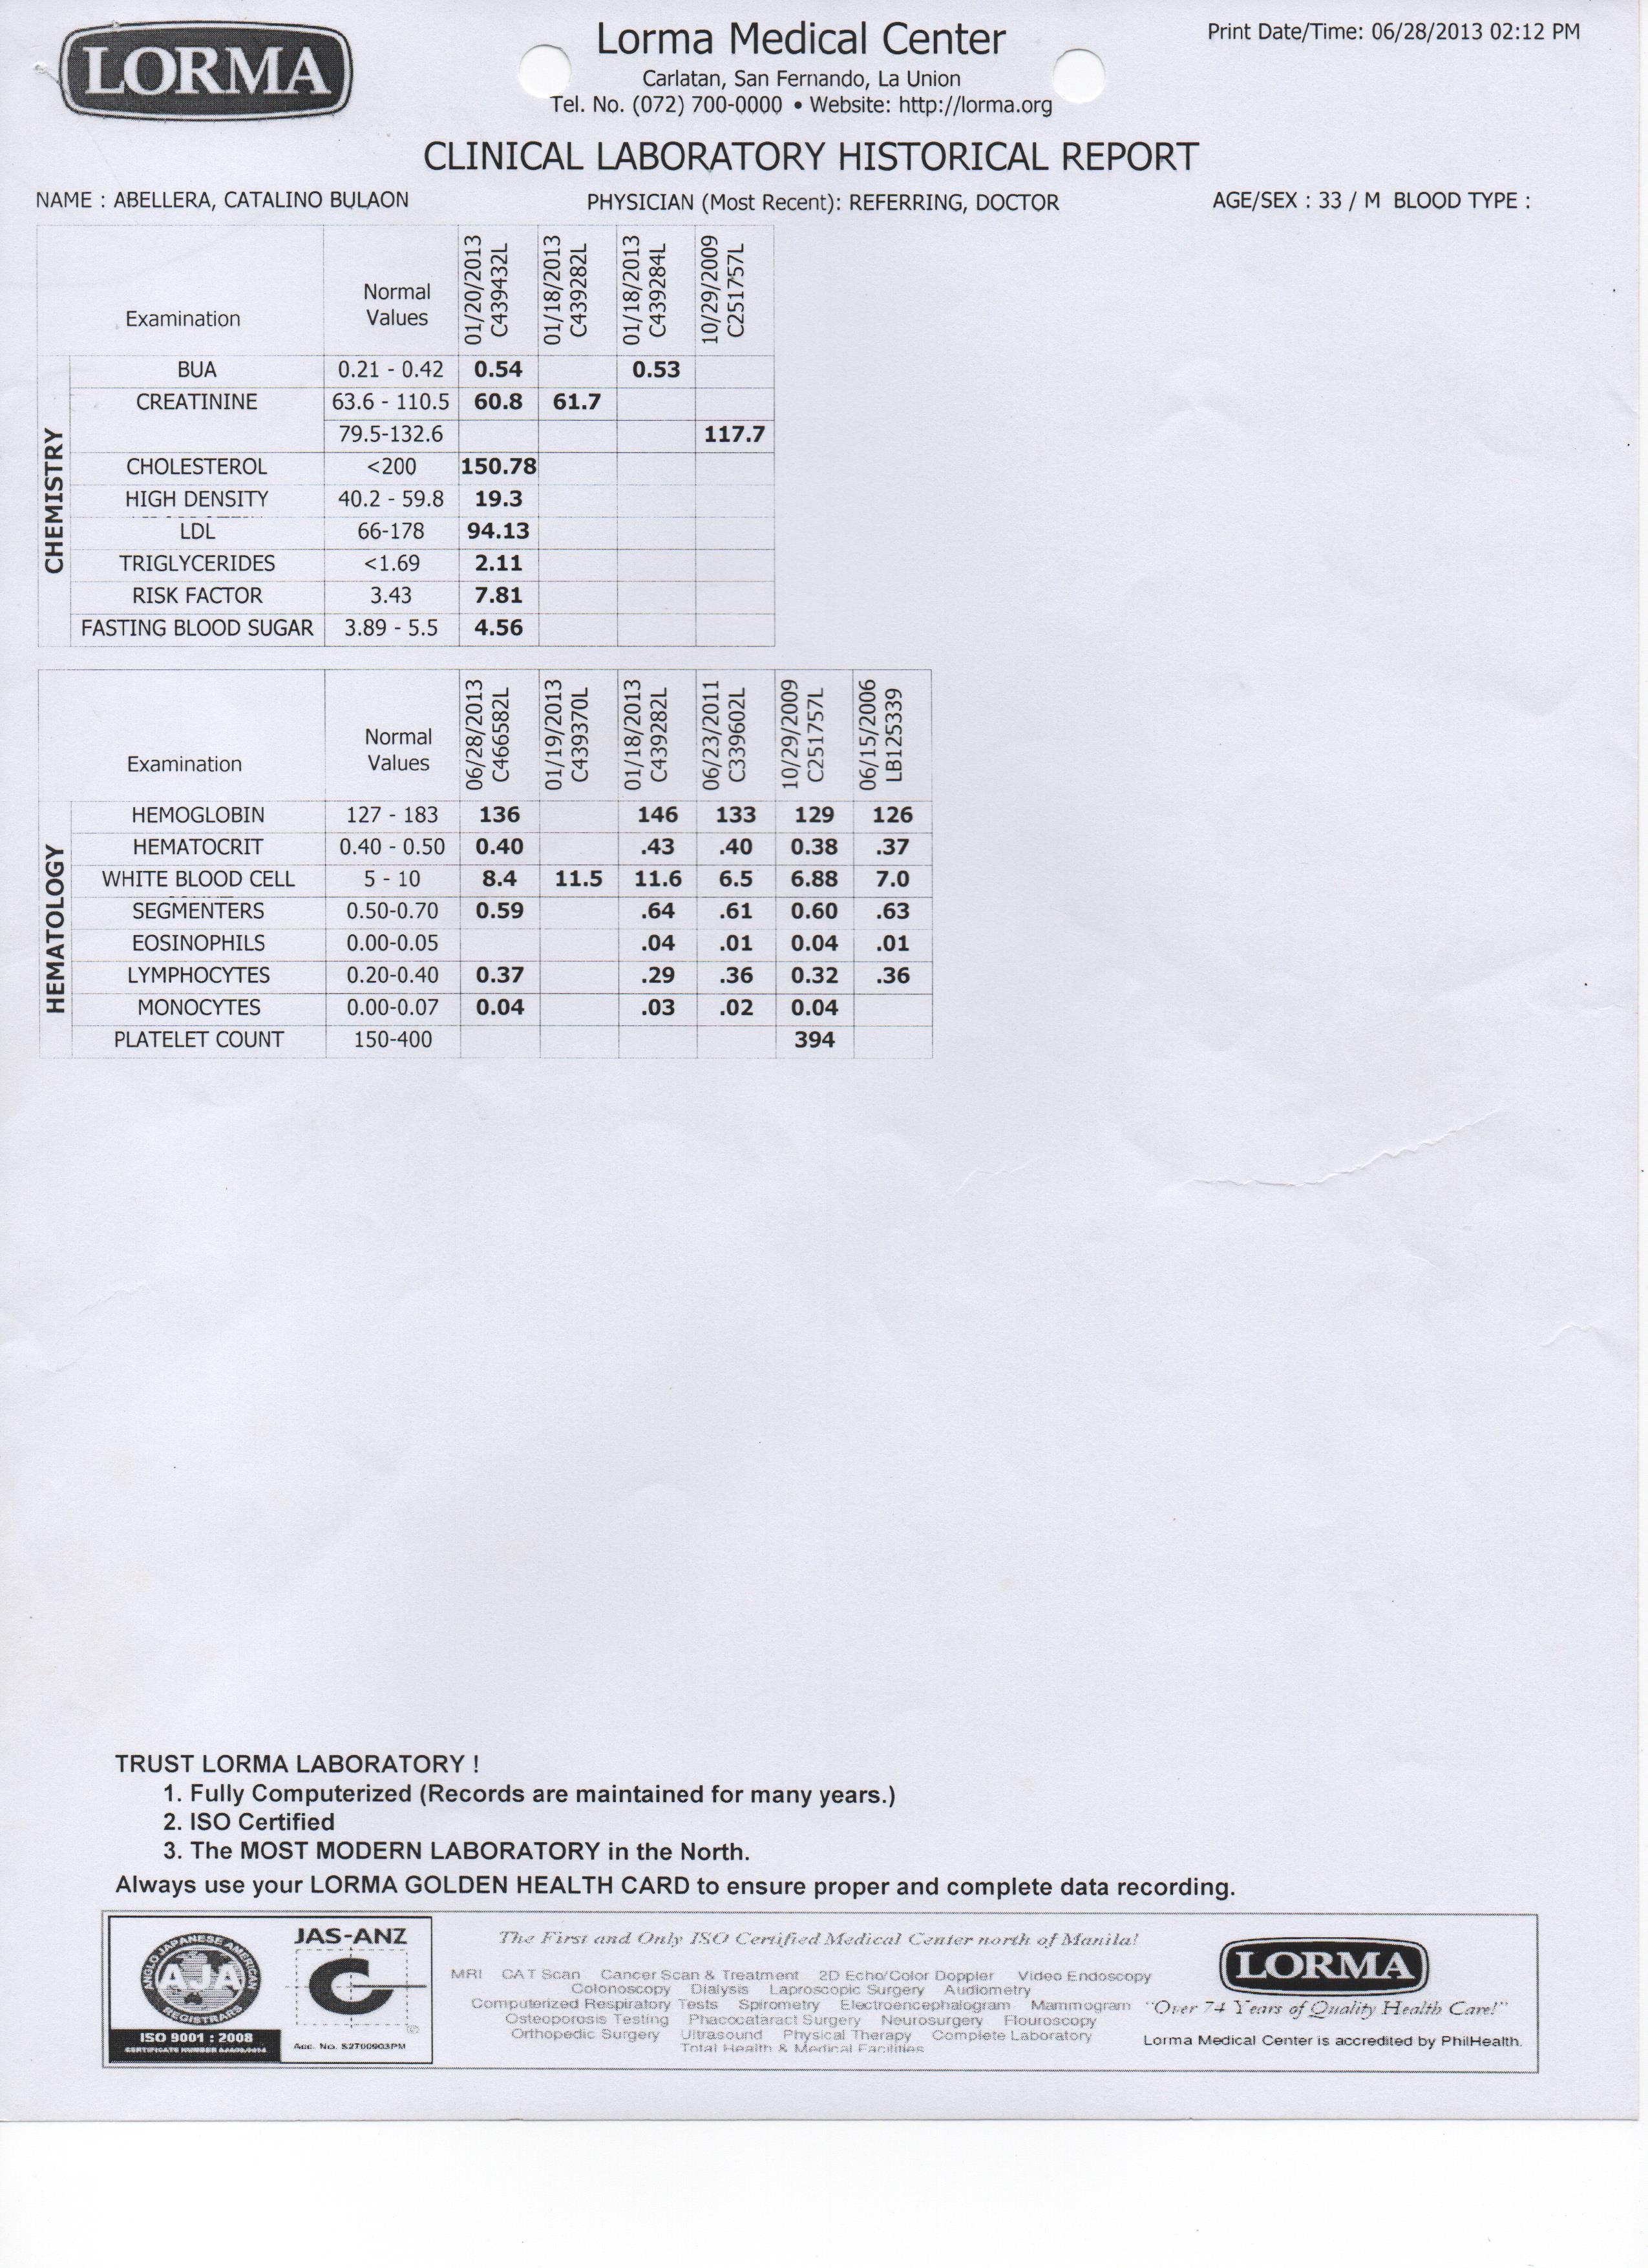 LORMA
Lorma Medical Center
Print Date/Time: 06/28/2013 02:12 PM
Carlatan, San Fernando, La Union
Tel. No. (072) 700-0000 • Website: http://lorma.org
CLINICAL LABORATORY HISTORICAL REPORT
NAME : ABELLERA, CATALINO BULAON PHYSICIAN (Most Recent): REFERRING, DOCTOR AGE/SEX : 33 / M BLOOD TYPE :
CHEMISTRY
Examination Normal Values 01/20/2013 C439432L 01/18/2013 C439282L 01/18/2013 C439284L 10/29/2009 C251757L
BUA 0.21 - 0.42 0.54 0.53
CREATININE 63.6 - 110.5 60.8 61.7
79.5-132.6 117.7
CHOLESTEROL <200 150.78
HIGH DENSITY 40.2 - 59.8 19.3
LDL 66-178 94.13
TRIGLYCERIDES <1.69 2.11
RISK FACTOR 3.43 7.81
FASTING BLOOD SUGAR 3.89 - 5.5 4.56
HEMATOLOGY
Examination Normal Values 06/28/2013 C466582L 01/19/2013 C439370L 01/18/2013 C439282L 06/23/2011 C339602L 10/29/2009 C251757L 06/15/2006 LB125339
HEMOGLOBIN 127 - 183 136 146 133 129 126
HEMATOCRIT 0.40 - 0.50 0.40 .43 .40 0.38 .37
WHITE BLOOD CELL 5 - 10 8.4 11.5 11.6 6.5 6.88 7.0
SEGMENTERS 0.50-0.70 0.59 .64 .61 0.60 .63
EOSINOPHILS 0.00-0.05 .04 .01 0.04 .01
LYMPHOCYTES 0.20-0.40 0.37 .29 .36 0.32 .36
MONOCYTES 0.00-0.07 0.04 .03 .02 0.04
PLATELET COUNT 150-400 394
TRUST LORMA LABORATORY !
1. Fully Computerized (Records are maintained for many years.)
2. ISO Certified
3. The MOST MODERN LABORATORY in the North.
Always use your LORMA GOLDEN HEALTH CARD to ensure proper and complete data recording.
ANGLO JAPANESE AMERICAN
AJA
REGISTRARS
ISO 9001 : 2008
CERTIFICATE NUMBER
JAS-ANZ
Acc. No. S2700903PM
The First and Only ISO Certified Medical Center north of Manila!
MRI CAT Scan Cancer Scan & Treatment 2D Echo/Color Doppler Video Endoscopy
Colonoscopy Dialysis Laproscopic Surgery Audiometry
Computerized Respiratory Tests Spirometry Electroencephalogram Mammogram
Osteoporosis Testing Phacocataract Surgery Neurosurgery Flouroscopy
Orthopedic Surgery Ultrasound Physical Therapy Complete Laboratory
Total Health & Medical Facilities
LORMA
"Over 74 Years of Quality Health Care!"
Lorma Medical Center is accredited by PhilHealth.